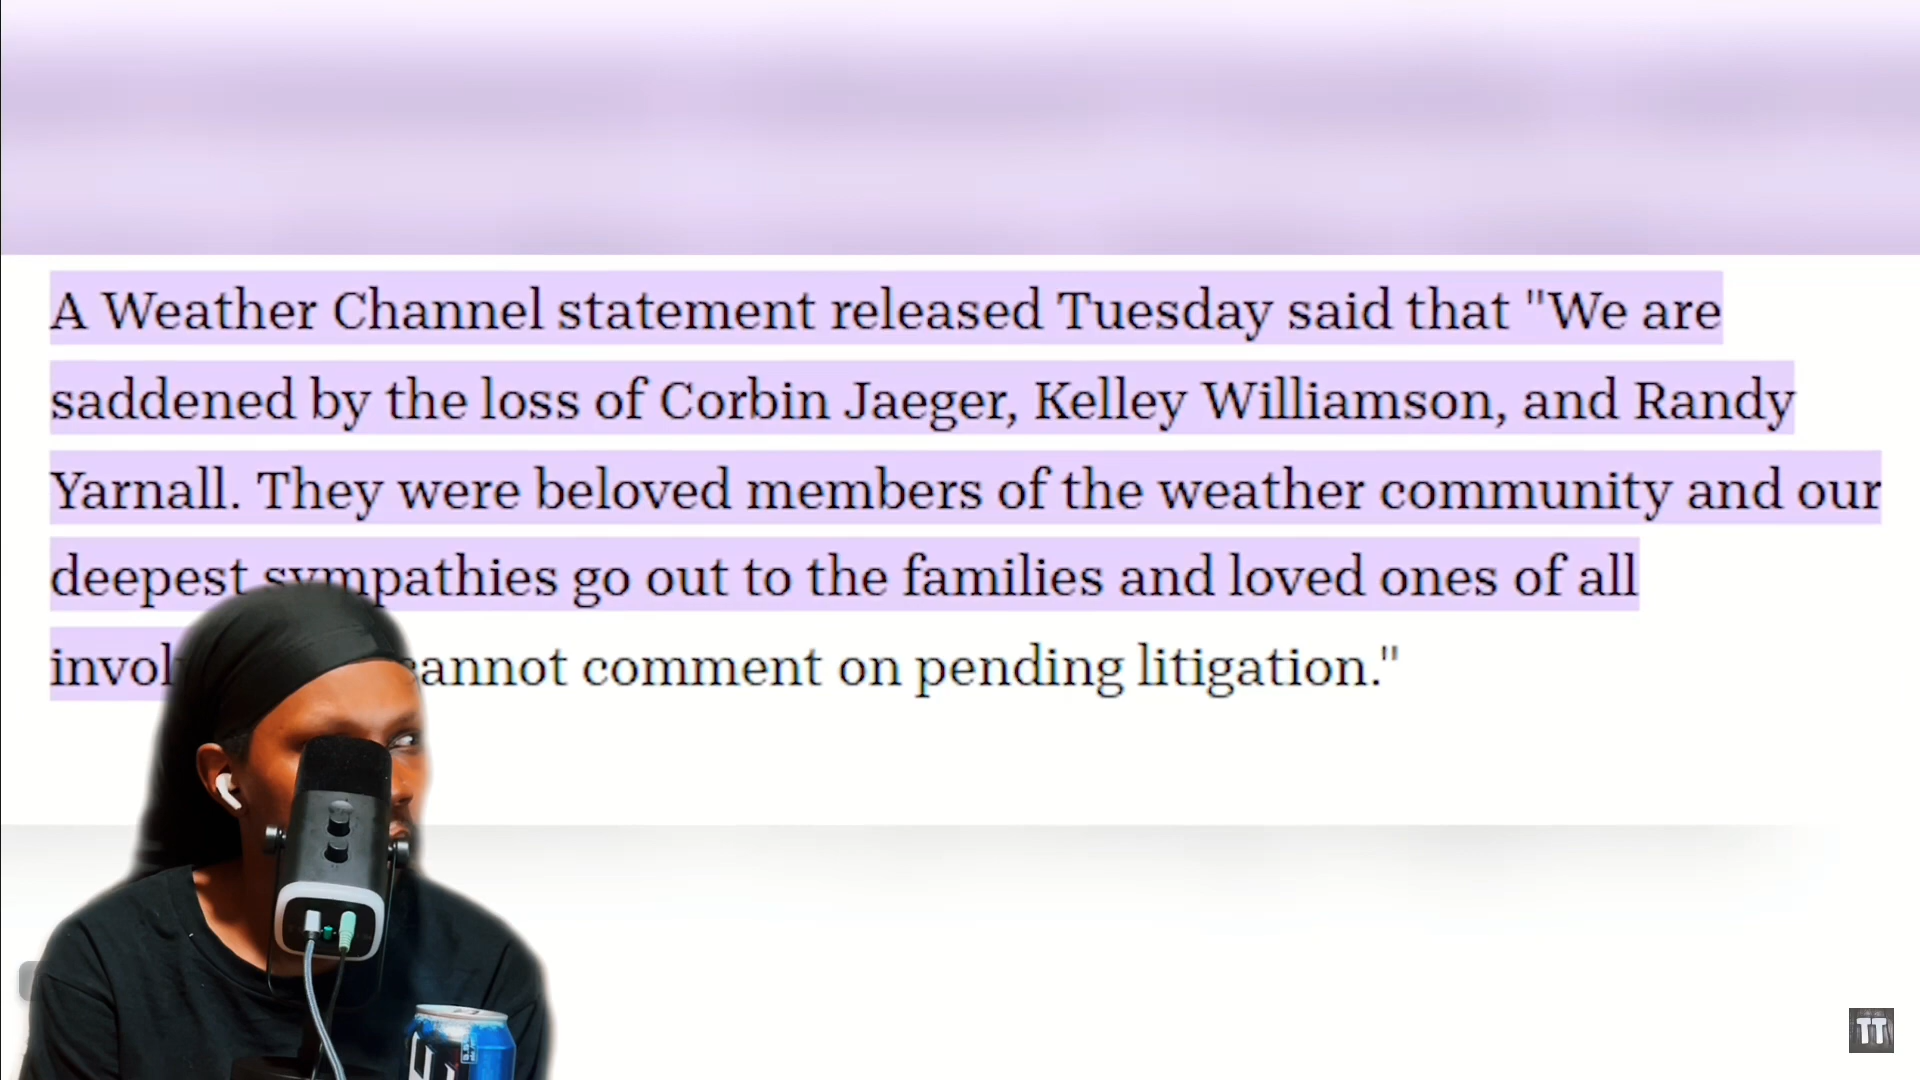 A Weather Channel statement released Tuesday said that "We are
saddened by the loss of Corbin Jaeger, Kelley Williamson, and Randy
Yarnall. They were beloved members of the weather community and our
deepest sympathies go out to the families and loved ones of all
cannot comment on pending litigation."
TT